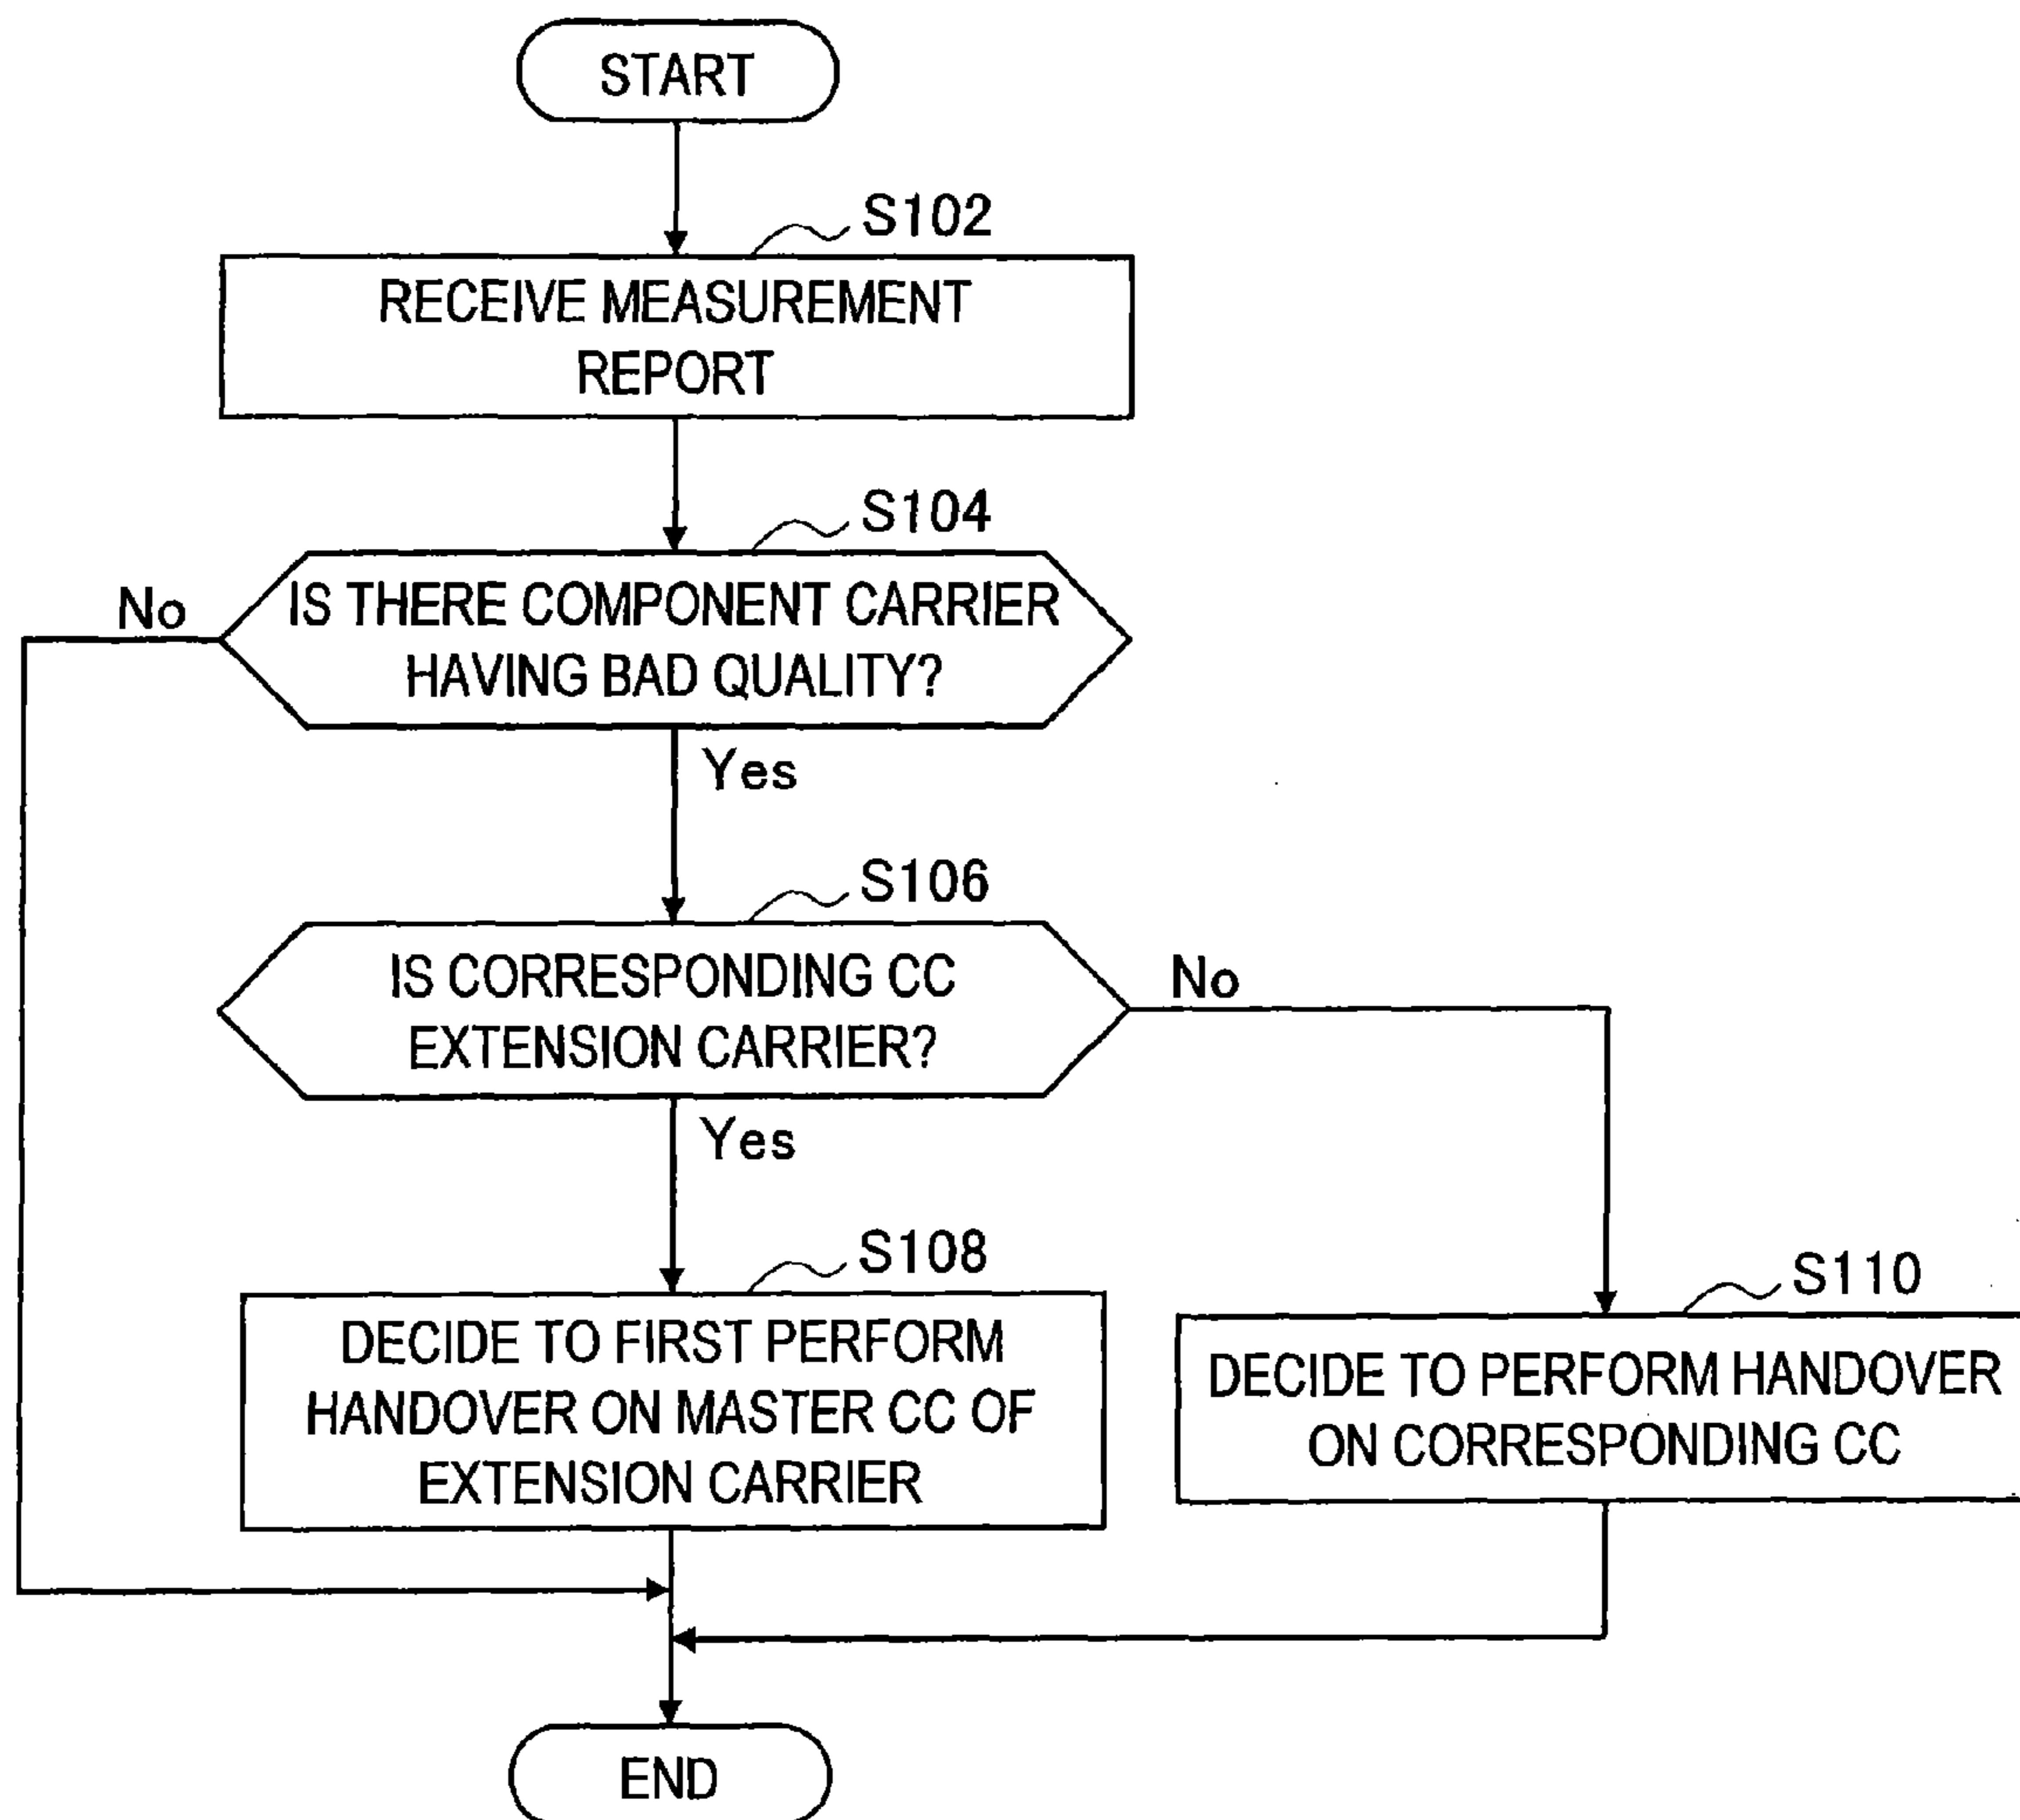 START
S102
RECEIVE MEASUREMENT
REPORT
S104
No
IS THERE COMPONENT CARRIER
HAVING BAD QUALITY?
Yes
S106
IS CORRESPONDING CC
EXTENSION CARRIER?
No
Yes
S108
DECIDE TO FIRST PERFORM
HANDOVER ON MASTER CC OF
EXTENSION CARRIER
S110
DECIDE TO PERFORM HANDOVER
ON CORRESPONDING CC
END